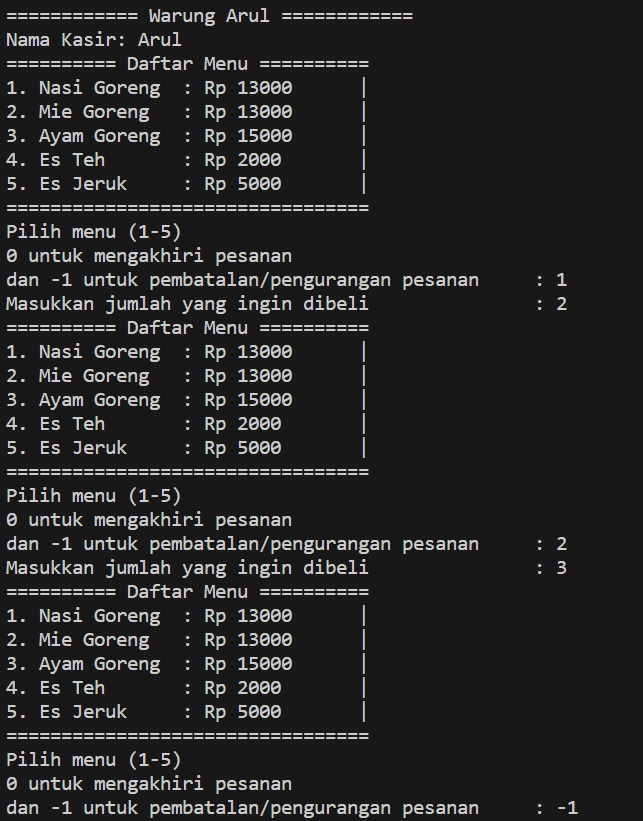 ============ Warung Arul ============
Nama Kasir: Arul
========== Daftar Menu ==========
1. Nasi Goreng  : Rp 13000      |
2. Mie Goreng   : Rp 13000      |
3. Ayam Goreng  : Rp 15000      |
4. Es Teh       : Rp 2000       |
5. Es Jeruk     : Rp 5000       |
=================================
Pilih menu (1-5)
0 untuk mengakhiri pesanan
dan -1 untuk pembatalan/pengurangan pesanan     : 1
Masukkan jumlah yang ingin dibeli               : 2
========== Daftar Menu ==========
1. Nasi Goreng  : Rp 13000      |
2. Mie Goreng   : Rp 13000      |
3. Ayam Goreng  : Rp 15000      |
4. Es Teh       : Rp 2000       |
5. Es Jeruk     : Rp 5000       |
=================================
Pilih menu (1-5)
0 untuk mengakhiri pesanan
dan -1 untuk pembatalan/pengurangan pesanan     : 2
Masukkan jumlah yang ingin dibeli               : 3
========== Daftar Menu ==========
1. Nasi Goreng  : Rp 13000      |
2. Mie Goreng   : Rp 13000      |
3. Ayam Goreng  : Rp 15000      |
4. Es Teh       : Rp 2000       |
5. Es Jeruk     : Rp 5000       |
=================================
Pilih menu (1-5)
0 untuk mengakhiri pesanan
dan -1 untuk pembatalan/pengurangan pesanan     : -1